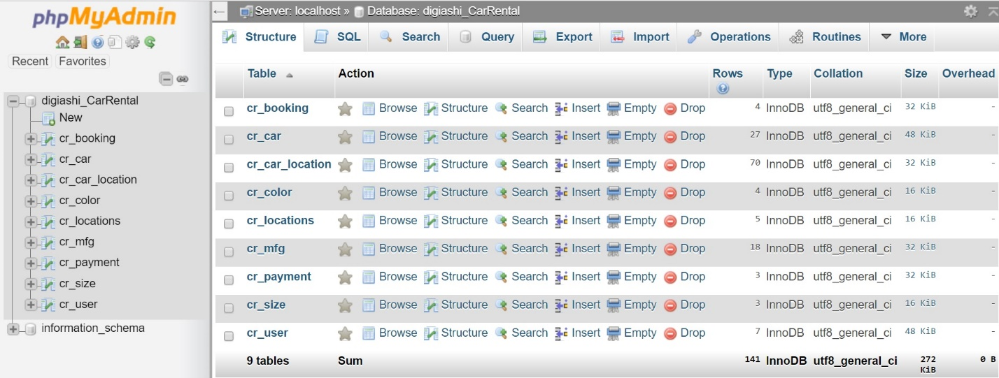 phpMyAdmin
Recent Favorites
digiashi_CarRental
New
cr_booking
cr_car
cr_car_location
cr_color
cr_locations
cr_mfg
cr_payment
cr_size
cr_user
information_schema
Server: localhost » Database: digiashi_CarRental
Structure SQL Search Query Export Import Operations Routines More
Table Action Rows Type Collation Size Overhead
cr_booking Browse Structure Search Insert Empty Drop 4 InnoDB utf8_general_ci 32 KiB -
cr_car Browse Structure Search Insert Empty Drop 27 InnoDB utf8_general_ci 48 KiB -
cr_car_location Browse Structure Search Insert Empty Drop 70 InnoDB utf8_general_ci 32 KiB -
cr_color Browse Structure Search Insert Empty Drop 4 InnoDB utf8_general_ci 16 KiB -
cr_locations Browse Structure Search Insert Empty Drop 5 InnoDB utf8_general_ci 16 KiB -
cr_mfg Browse Structure Search Insert Empty Drop 18 InnoDB utf8_general_ci 32 KiB -
cr_payment Browse Structure Search Insert Empty Drop 3 InnoDB utf8_general_ci 32 KiB -
cr_size Browse Structure Search Insert Empty Drop 3 InnoDB utf8_general_ci 16 KiB -
cr_user Browse Structure Search Insert Empty Drop 7 InnoDB utf8_general_ci 48 KiB -
9 tables Sum 141 InnoDB utf8_general_ci 272 0 B
KiB